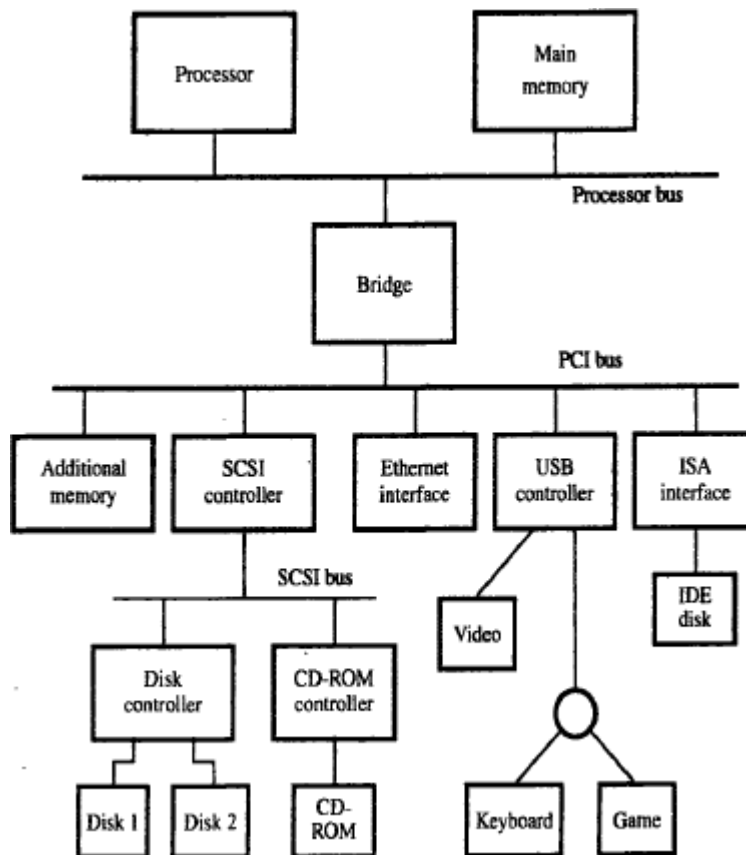 Processor
Main
memory
Processor bus
Bridge
PCI bus
Additional
memory
SCSI
controller
Ethernet
interface
USB
controller
ISA
interface
SCSI bus
IDE
disk
Video
Disk
controller
CD-ROM
controller
Disk 1
Disk 2
CD-
ROM
Keyboard
Game